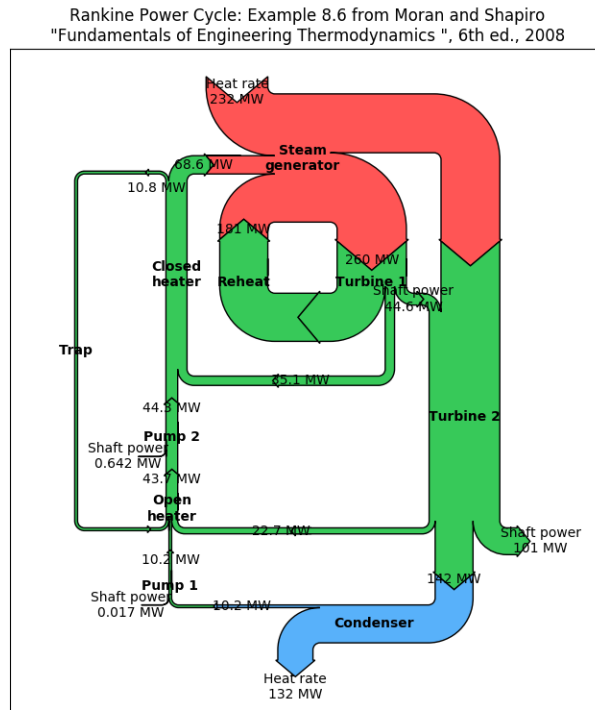 Rankine Power Cycle: Example 8.6 from Moran and Shapiro
"Fundamentals of Engineering Thermodynamics ", 6th ed., 2008
Heat rate
232 MW
Steam
generator
68.6 MW
10.8 MW
181 MW
260 MW
Closed
heater
Reheat
Turbine 1
Shaft power
44.6 MW
Trap
35.1 MW
44.3 MW
Turbine 2
Pump 2
Shaft power
0.642 MW
43.7 MW
Open
heater
22.7 MW
Shaft power
101 MW
10.2 MW
142 MW
Pump 1
Shaft power
0.017 MW
10.2 MW
Condenser
Heat rate
132 MW